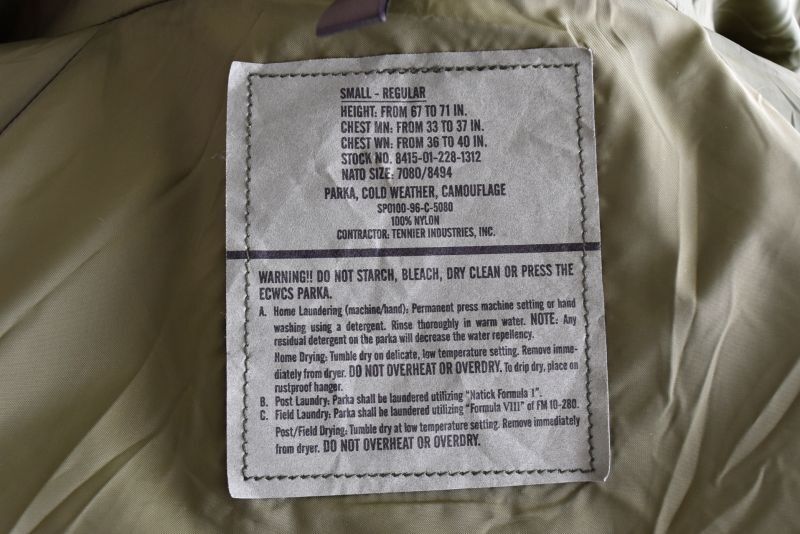 SMALL - REGULAR
HEIGHT: FROM 67 TO 71 IN.
CHEST MN: FROM 33 TO 37 IN.
CHEST WN: FROM 36 TO 40 IN.
STOCK NO. 8415-01-228-1312
NATO SIZE: 7080/8494
PARKA, COLD WEATHER, CAMOUFLAGE
SPO100-96-C-5080
100% NYLON
CONTRACTOR: TENNIER INDUSTRIES, INC.
WARNING!! DO NOT STARCH, BLEACH, DRY CLEAN OR PRESS THE
ECWCS PARKA.
A. Home Laundering (machine/hand): Permanent press machine setting or hand
washing using a detergent. Rinse thoroughly in warm water. NOTE: Any
residual detergent on the parka will decrease the water repellency.
Home Drying: Tumble dry on delicate, low temperature setting. Remove imme-
diately from dryer. DO NOT OVERHEAT OR OVERDRY. To drip dry, place on
rustproof hanger.
B. Post Laundry: Parka shall be laundered utilizing "Natick Formula 1".
C. Field Laundry: Parka shall be laundered utilizing "Formula VIII" of FM 10-280.
Post/Field Drying: Tumble dry at low temperature setting. Remove immediately
from dryer. DO NOT OVERHEAT OR OVERDRY.